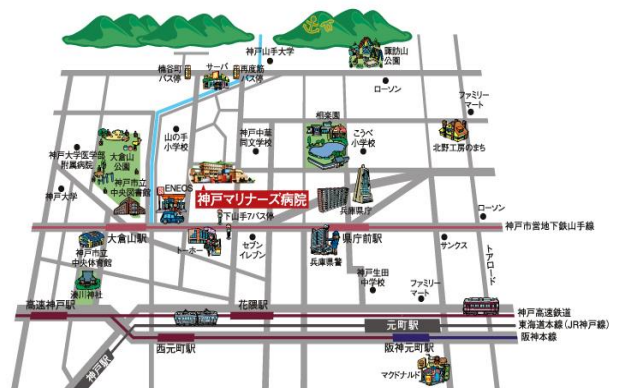 神戸山手大学
諏訪山
公園
楠谷町
バス停
サーバ
再度筋
バス停
ローソン
ファミリー
マート
相楽園
山の手
小学校
神戸中華
同文学校
こうべ
小学校
北野工房のまち
神戸大学医学部
附属病院
大倉山
公園
神戸市立
中央図書館
神戸大学
ENEOS
神戸マリナーズ病院
兵庫県庁
下山手7バス停
ローソン
大倉山駅
県庁前駅
神戸市営地下鉄山手線
神戸市立
中央体育館
トーホー
セブン
イレブン
兵庫県警
サンクス
トアロード
湊川神社
神戸生田
中学校
ファミリー
マート
高速神戸駅
花隈駅
神戸高速鉄道
元町駅
東海道本線(JR神戸線)
西元町駅
阪神元町駅
阪神本線
神戸駅
マクドナルド